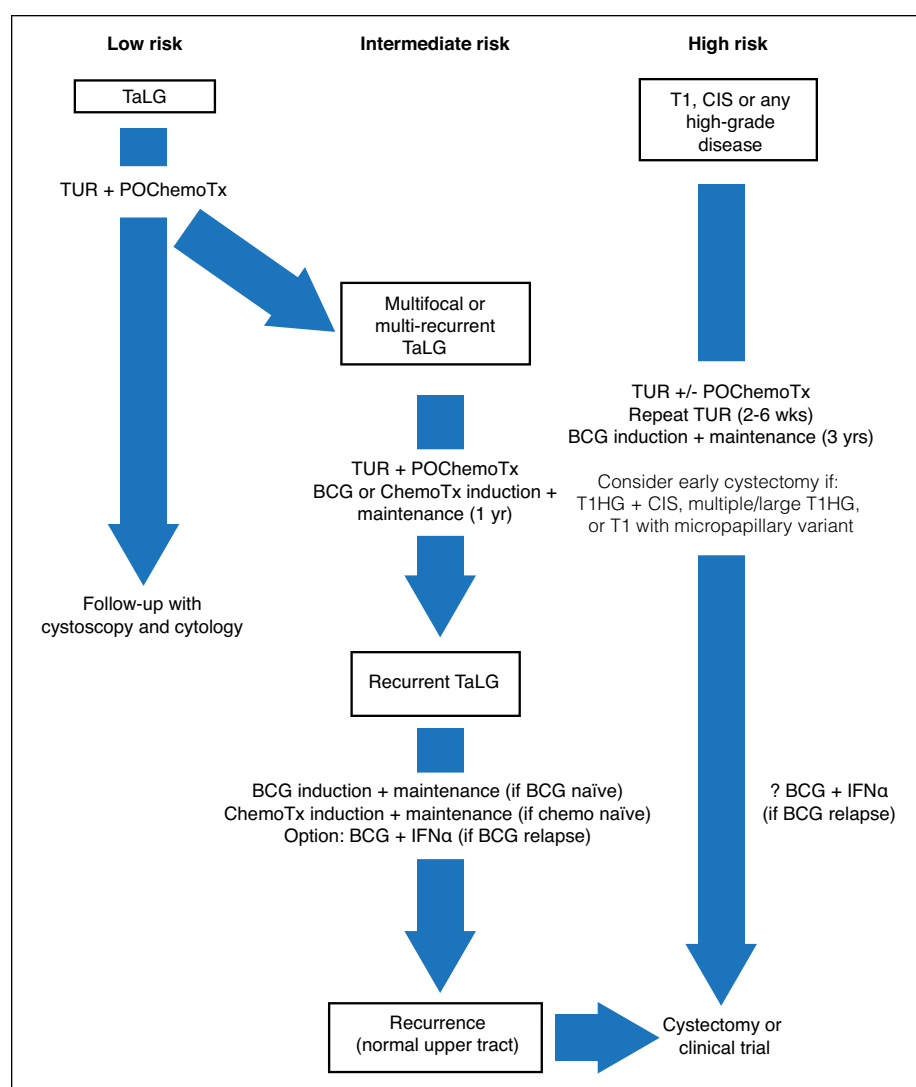 Low risk
Intermediate risk
High risk
TaLG
T1, CIS or any
high-grade
disease
TUR + POChemoTx
Multifocal or
multi-recurrent
TaLG
TUR +/- POChemoTx
Repeat TUR (2-6 wks)
BCG induction + maintenance (3 yrs)
TUR + POChemoTx
BCG or ChemoTx induction +
maintenance (1 yr)
Consider early cystectomy if:
T1HG + CIS, multiple/large T1HG,
or T1 with micropapillary variant
Follow-up with
cystoscopy and cytology
Recurrent TaLG
BCG induction + maintenance (if BCG naïve)
ChemoTx induction + maintenance (if chemo naïve)
Option: BCG + IFNα (if BCG relapse)
? BCG + IFNα
(if BCG relapse)
Recurrence
(normal upper tract)
Cystectomy or
clinical trial